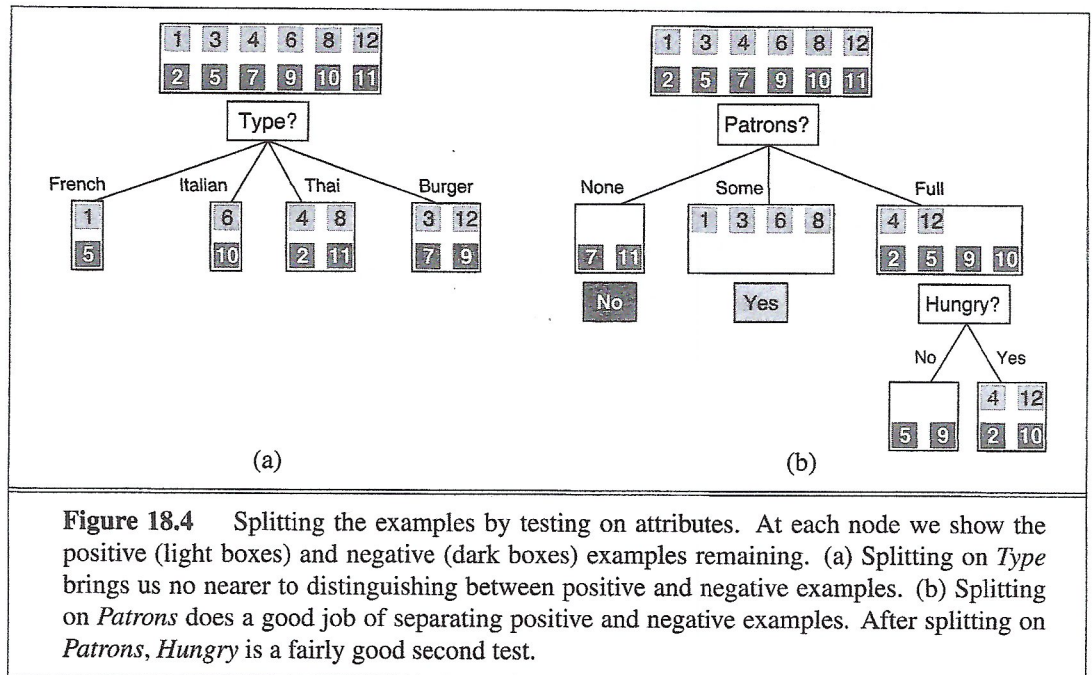 1 3 4 6 8 12
2 5 7 9 10 11
Type?
French Italian Thai Burger
1 6 4 8 3 12
5 10 2 11 7 9
(a)
1 3 4 6 8 12
2 5 7 9 10 11
Patrons?
None Some Full
1 3 6 8 4 12
7 11 2 5 9 10
No Yes Hungry?
No Yes
4 12
5 9 2 10
(b)
Figure 18.4 Splitting the examples by testing on attributes. At each node we show the
positive (light boxes) and negative (dark boxes) examples remaining. (a) Splitting on Type
brings us no nearer to distinguishing between positive and negative examples. (b) Splitting
on Patrons does a good job of separating positive and negative examples. After splitting on
Patrons, Hungry is a fairly good second test.